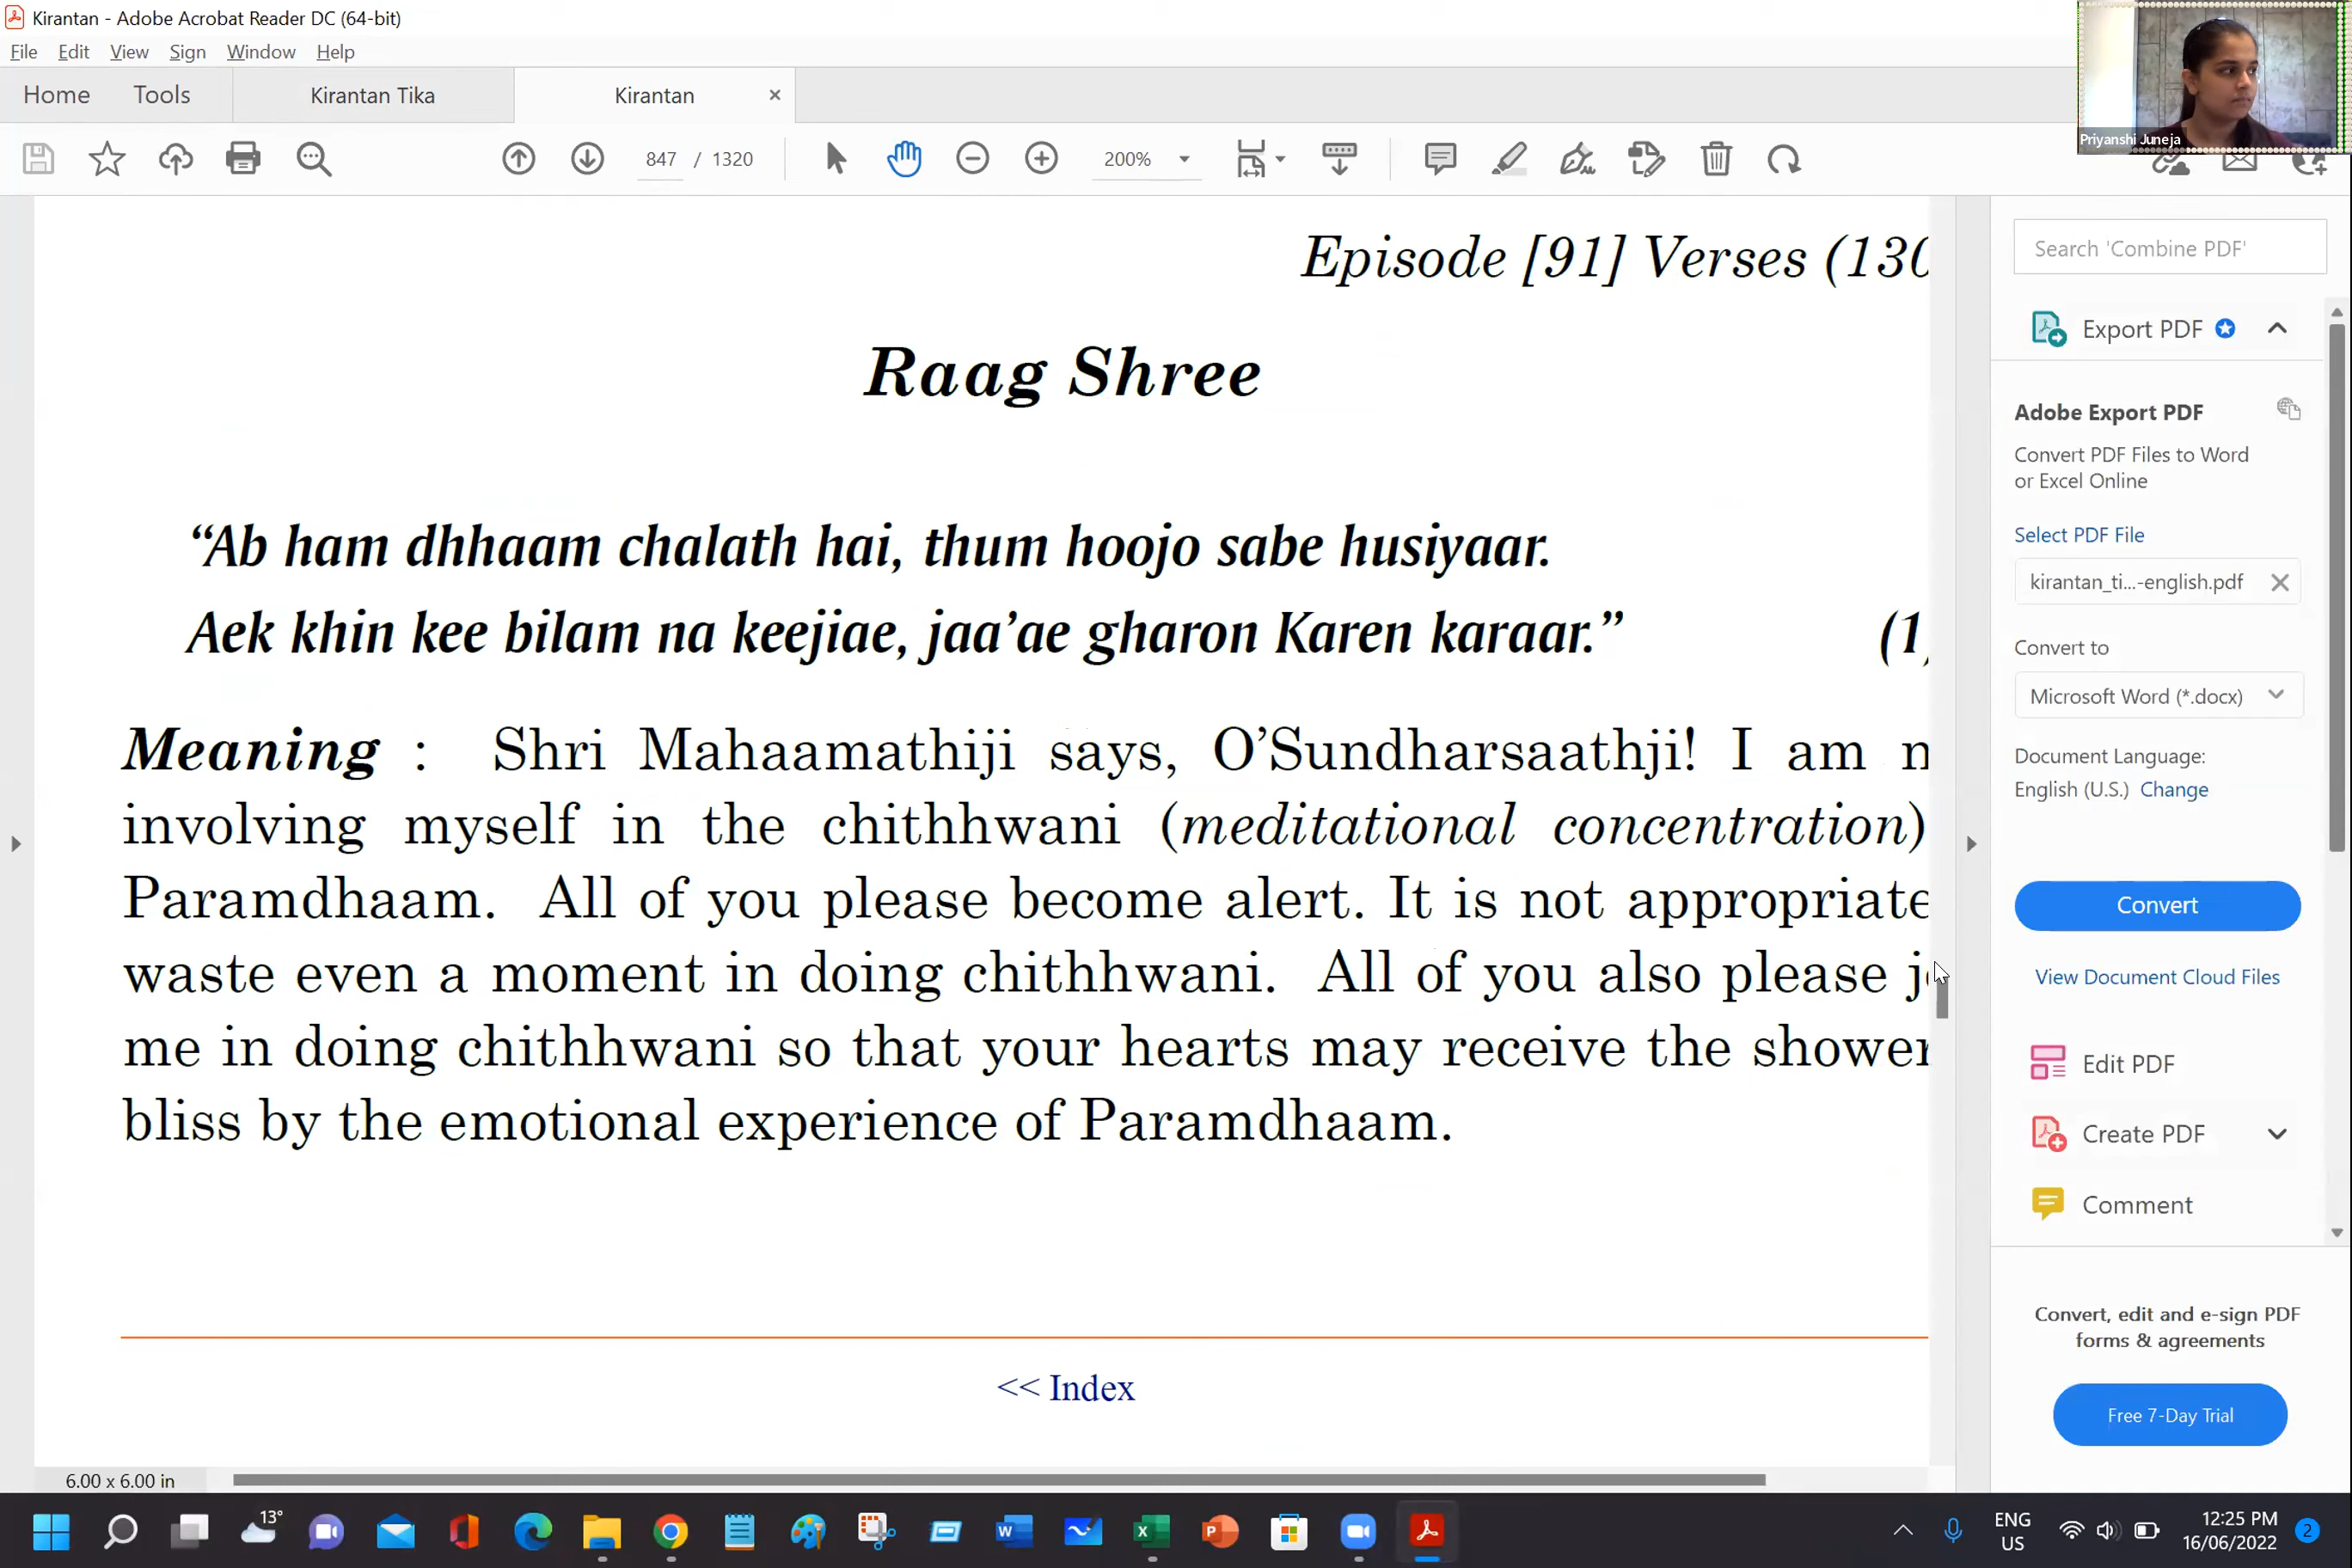 Kirantan - Adobe Acrobat Reader DC (64-bit)
File Edit View Sign Window Help
Home Tools Kirantan Tika Kirantan
847 / 1320 200%
Priyanshi Juneja
Episode [91] Verses (130
Raag Shree
“Ab ham dhhaam chalath hai, thum hoojo sabe husiyaar.
Aek khin kee bilam na keejiae, jaa’ae gharon Karen karaar.” (1)
Meaning : Shri Mahaamathiji says, O’Sundharsaathji! I am n
involving myself in the chithhwani (meditational concentration)
Paramdhaam. All of you please become alert. It is not appropriate
waste even a moment in doing chithhwani. All of you also please j
me in doing chithhwani so that your hearts may receive the shower
bliss by the emotional experience of Paramdhaam.
<< Index
6.00 x 6.00 in
Search 'Combine PDF'
Export PDF
Adobe Export PDF
Convert PDF Files to Word
or Excel Online
Select PDF File
kirantan_ti...-english.pdf
Convert to
Microsoft Word (*.docx)
Document Language:
English (U.S.) Change
Convert
View Document Cloud Files
Edit PDF
Create PDF
Comment
Convert, edit and e-sign PDF
forms & agreements
Free 7-Day Trial
13°
ENG
US
12:25 PM
16/06/2022
2